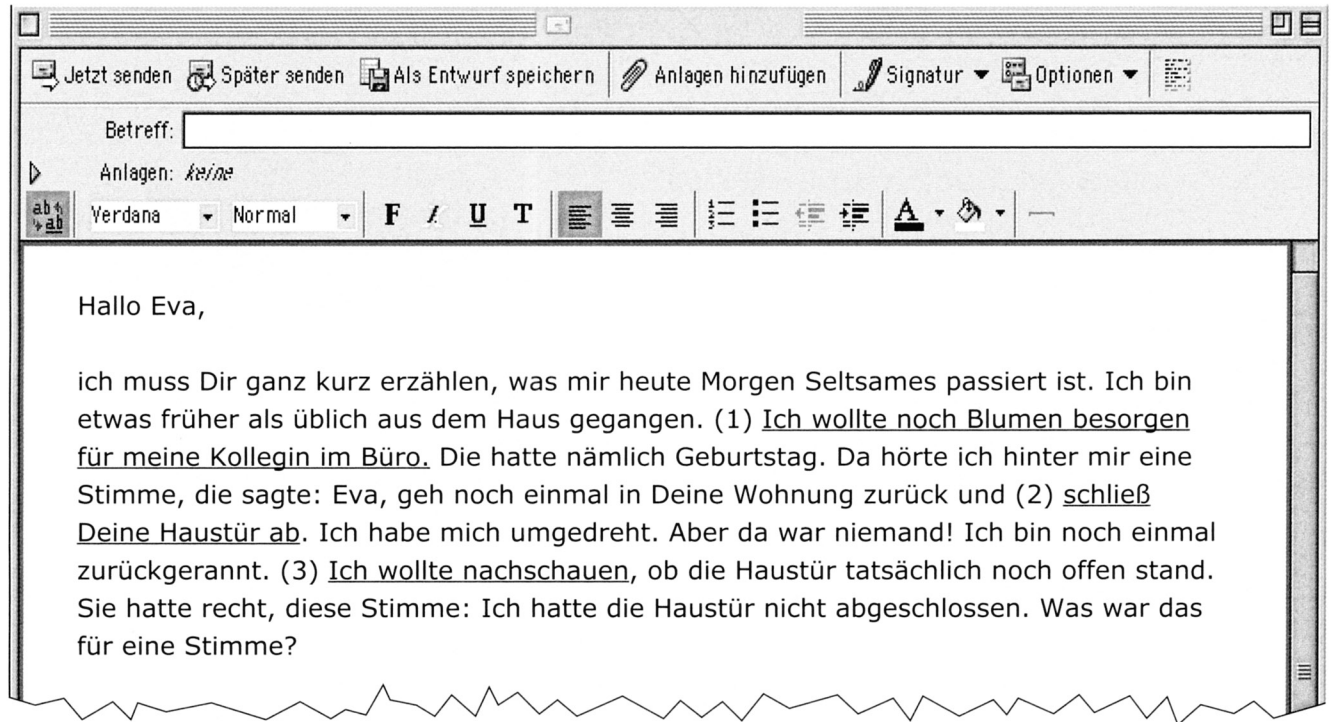 Jetzt senden Später senden Als Entwurf speichern Anlagen hinzufügen Signatur Optionen
Betreff:
Anlagen: keine
ab ab Verdana Normal F I U T A
Hallo Eva,
ich muss Dir ganz kurz erzählen, was mir heute Morgen Seltsames passiert ist. Ich bin
etwas früher als üblich aus dem Haus gegangen. (1) Ich wollte noch Blumen besorgen
für meine Kollegin im Büro. Die hatte nämlich Geburtstag. Da hörte ich hinter mir eine
Stimme, die sagte: Eva, geh noch einmal in Deine Wohnung zurück und (2) schließ
Deine Haustür ab. Ich habe mich umgedreht. Aber da war niemand! Ich bin noch einmal
zurückgerannt. (3) Ich wollte nachschauen, ob die Haustür tatsächlich noch offen stand.
Sie hatte recht, diese Stimme: Ich hatte die Haustür nicht abgeschlossen. Was war das
für eine Stimme?